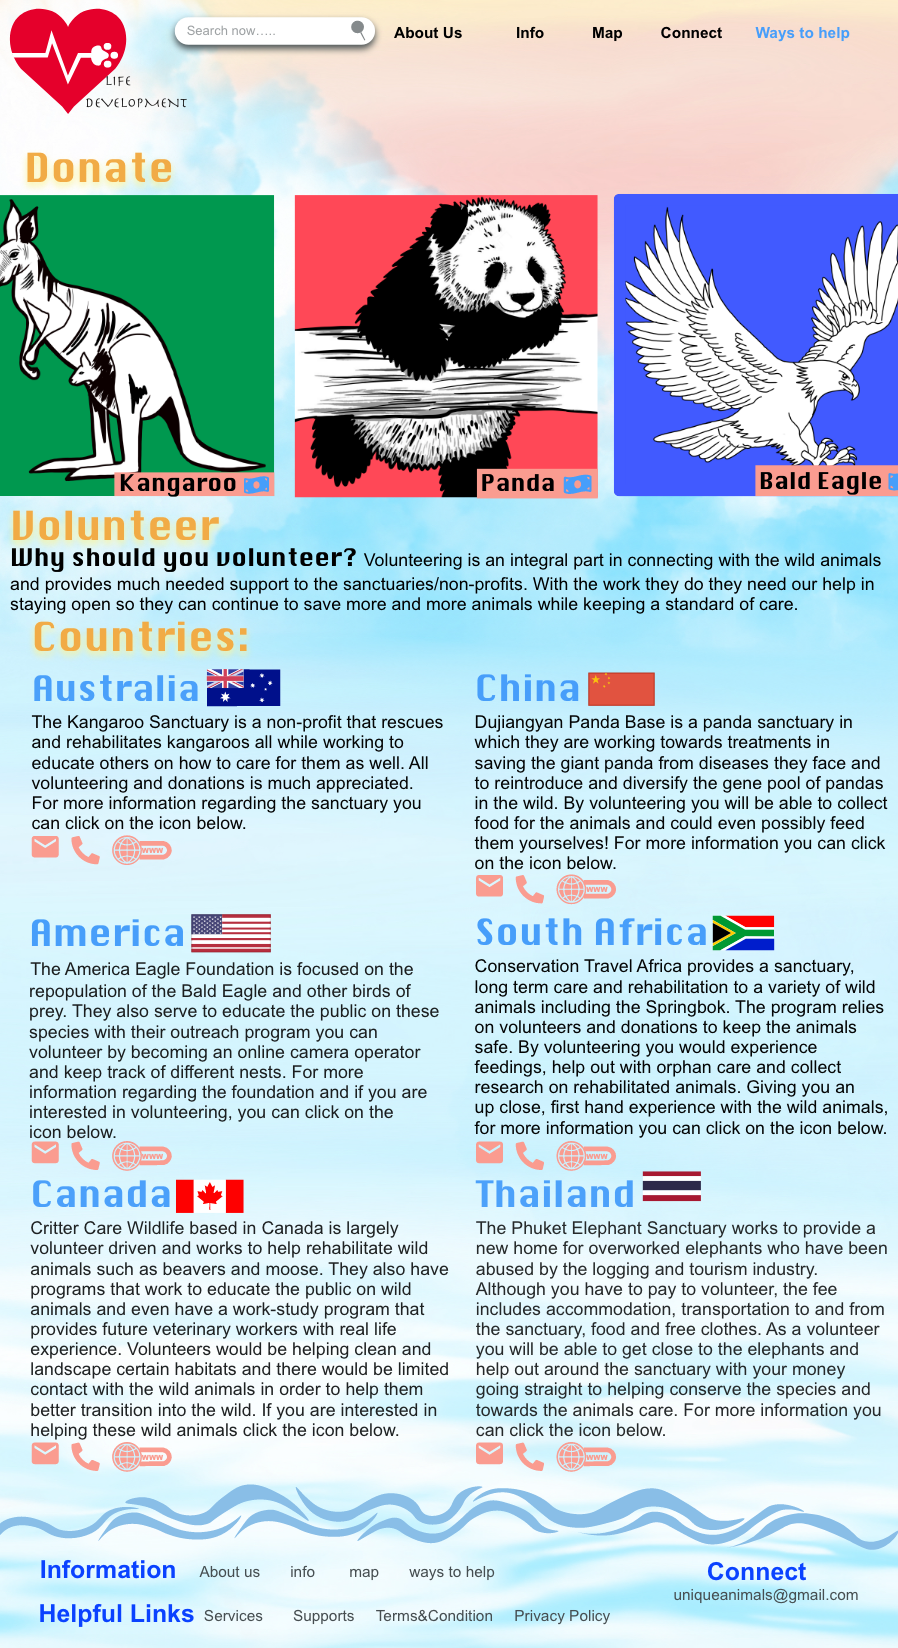 Search now.....
About Us
Info
Map
Connect
Ways to help
LIFE
DEVELOPMENT
Donate
Kangaroo
Panda
Bald Eagle
Volunteer
Why should you volunteer? Volunteering is an integral part in connecting with the wild animals
and provides much needed support to the sanctuaries/non-profits. With the work they do they need our help in
staying open so they can continue to save more and more animals while keeping a standard of care.
Countries:
Australia
The Kangaroo Sanctuary is a non-profit that rescues
and rehabilitates kangaroos all while working to
educate others on how to care for them as well. All
volunteering and donations is much appreciated.
For more information regarding the sanctuary you
can click on the icon below.
www
China
Dujiangyan Panda Base is a panda sanctuary in
which they are working towards treatments in
saving the giant panda from diseases they face and
to reintroduce and diversify the gene pool of pandas
in the wild. By volunteering you will be able to collect
food for the animals and could even possibly feed
them yourselves! For more information you can click
on the icon below.
www
America
The America Eagle Foundation is focused on the
repopulation of the Bald Eagle and other birds of
prey. They also serve to educate the public on these
species with their outreach program you can
volunteer by becoming an online camera operator
and keep track of different nests. For more
information regarding the foundation and if you are
interested in volunteering, you can click on the
icon below.
www
South Africa
Conservation Travel Africa provides a sanctuary,
long term care and rehabilitation to a variety of wild
animals including the Springbok. The program relies
on volunteers and donations to keep the animals
safe. By volunteering you would experience
feedings, help out with orphan care and collect
research on rehabilitated animals. Giving you an
up close, first hand experience with the wild animals,
for more information you can click on the icon below.
www
Canada
Critter Care Wildlife based in Canada is largely
volunteer driven and works to help rehabilitate wild
animals such as beavers and moose. They also have
programs that work to educate the public on wild
animals and even have a work-study program that
provides future veterinary workers with real life
experience. Volunteers would be helping clean and
landscape certain habitats and there would be limited
contact with the wild animals in order to help them
better transition into the wild. If you are interested in
helping these wild animals click the icon below.
www
Thailand
The Phuket Elephant Sanctuary works to provide a
new home for overworked elephants who have been
abused by the logging and tourism industry.
Although you have to pay to volunteer, the fee
includes accommodation, transportation to and from
the sanctuary, food and free clothes. As a volunteer
you will be able to get close to the elephants and
help out around the sanctuary with your money
going straight to helping conserve the species and
towards the animals care. For more information you
can click the icon below.
www
Information
About us
info
map
ways to help
Connect
uniqueanimals@gmail.com
Helpful Links
Services
Supports
Terms&Condition
Privacy Policy